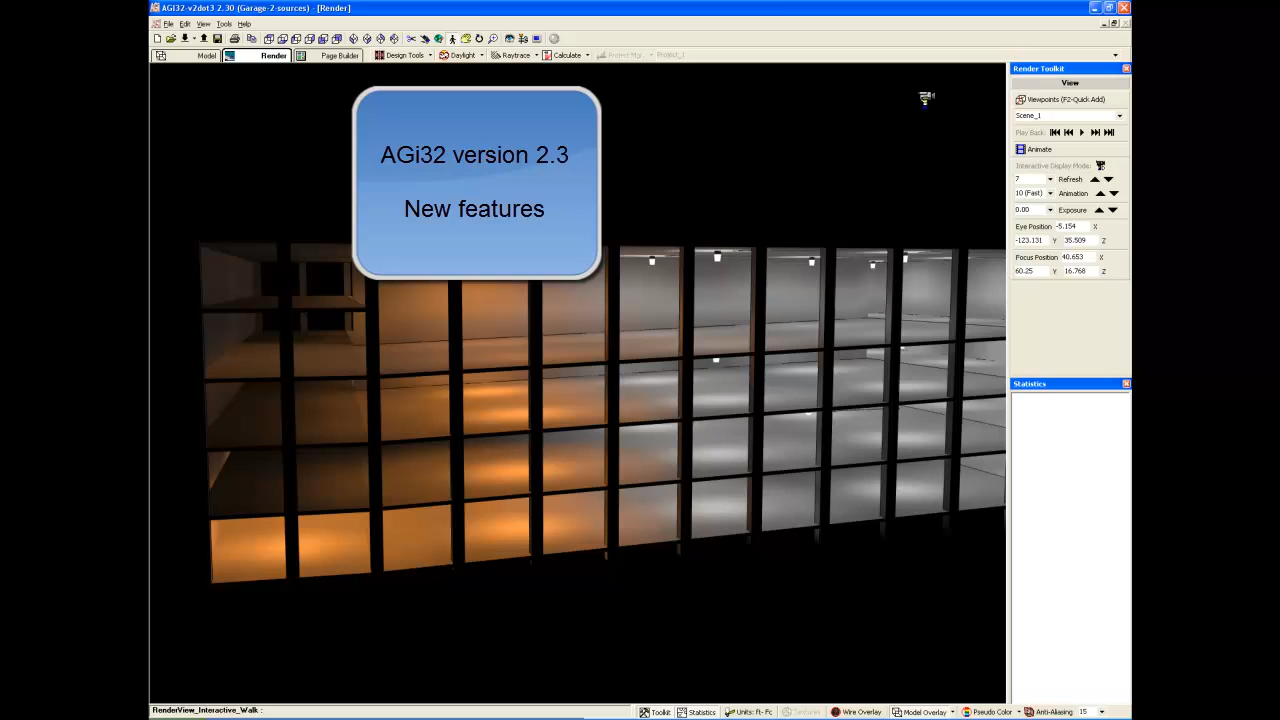 AGI32-v2dot3 2.30 (Garage-2-sources) - [Render]
File Edit View Tools Help
Model Render Page Builder Design Tools Daylight Raytrace Calculate Project_1
Render Toolkit
View
Viewpoints (F2-Quick Add)
Scene_1
Play Back:
Animate
Interactive Display Mode:
7 Refresh
10 (Fast) Animation
0.00 Exposure
Eye Position -5.154 X
-123.131 Y 35.509 Z
Focus Position 40.653 X
60.25 Y 16.768 Z
AGi32 version 2.3
New features
Statistics
RenderView_Interactive_Walk :
Toolkit Statistics Units: ft- Fc Textures Wire Overlay Model Overlay Pseudo Color Anti-Aliasing 15